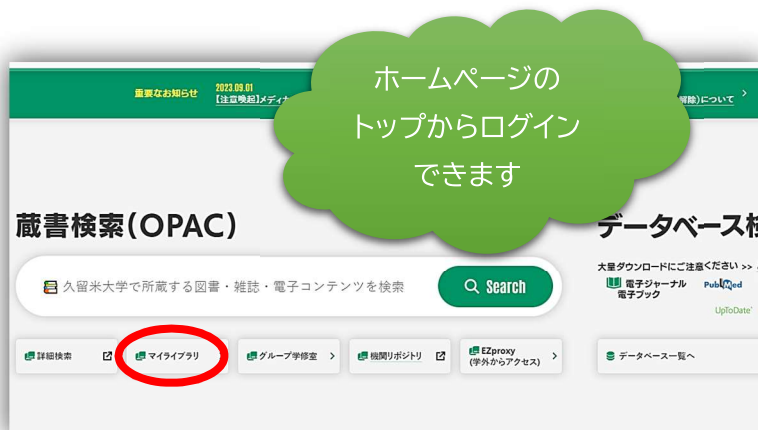 ホームページの
トップからログイン
できます
重要なお知らせ
2023.09.01
【注意喚起】メディ
解除)について
蔵書検索(OPAC)
久留米大学で所蔵する図書・雑誌・電子コンテンツを検索
Search
詳細検索
マイライブラリ
グループ学修室
機関リポジトリ
EZproxy
(学外からアクセス)
データベース検
大量ダウンロードにご注意ください >>
電子ジャーナル
電子ブック
PubMed
UpToDate
データベース一覧へ